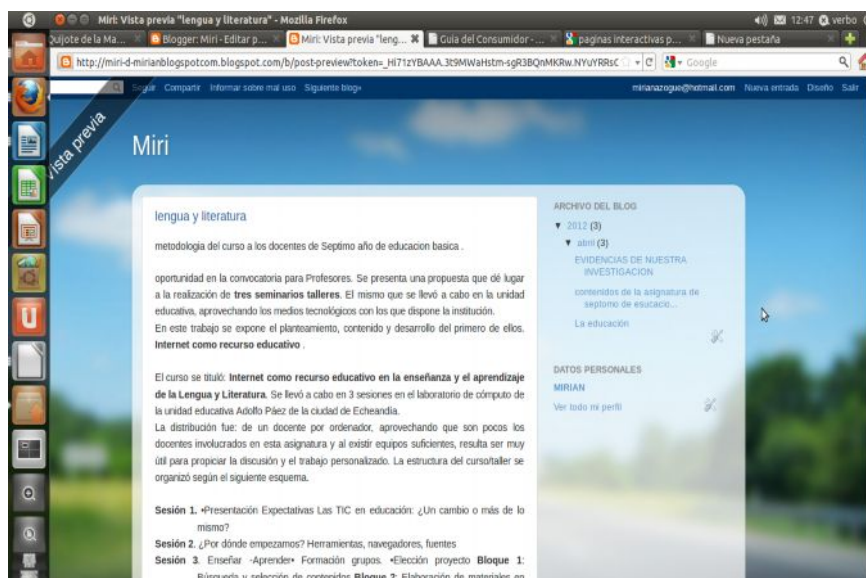 Miri: Vista previa "lengua y literatura" - Mozilla Firefox
12:47 verbo
Quijote de la Ma...
Blogger: Miri - Editar p...
Miri: Vista previa "leng...
Guía del Consumidor - ...
paginas interactivas p...
Nueva pestaña
Google
Seguir Compartir Informar sobre mal uso Siguiente blog»
mirianazogue@hotmail.com Nueva entrada Diseño Salir
Vista previa
Miri
lengua y literatura
metodologia del curso a los docentes de Septimo año de educacion basica .
oportunidad en la convocatoria para Profesores. Se presenta una propuesta que dé lugar
a la realización de tres seminarios talleres. El mismo que se llevó a cabo en la unidad
educativa, aprovechando los medios tecnológicos con los que dispone la institución.
En este trabajo se expone el planteamiento, contenido y desarrollo del primero de ellos.
Internet como recurso educativo .
El curso se tituló: Internet como recurso educativo en la enseñanza y el aprendizaje
de la Lengua y Literatura. Se llevó a cabo en 3 sesiones en el laboratorio de cómputo de
la unidad educativa Adolfo Páez de la ciudad de Echeandía.
La distribución fue: de un docente por ordenador, aprovechando que son pocos los
docentes involucrados en esta asignatura y al existir equipos suficientes, resulta ser muy
útil para propiciar la discusión y el trabajo personalizado. La estructura del curso/taller se
organizó según el siguiente esquema.
Sesión 1. •Presentación Expectativas Las TIC en educación: ¿Un cambio o más de lo
mismo?
Sesión 2. ¿Por dónde empezamos? Herramientas, navegadores, fuentes
Sesión 3. Enseñar -Aprender• Formación grupos. •Elección proyecto Bloque 1:
Búsqueda y selección de contenidos Bloque 2: Elaboración de materiales en
ARCHIVO DEL BLOG
▼ 2012 (3)
▼ abril (3)
EVIDENCIAS DE NUESTRA
INVESTIGACION
contenidos de la asignatura de
septomo de esucacio...
La educación
DATOS PERSONALES
MIRIAN
Ver todo mi perfil